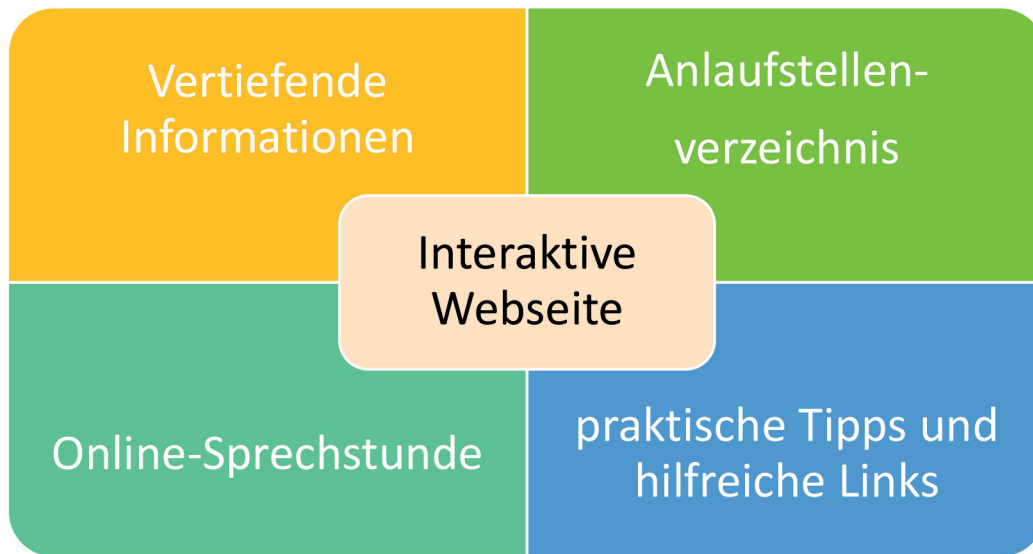 Vertiefende
Informationen
Anlaufstellen-
verzeichnis
Interaktive
Webseite
Online-Sprechstunde
praktische Tipps und
hilfreiche Links